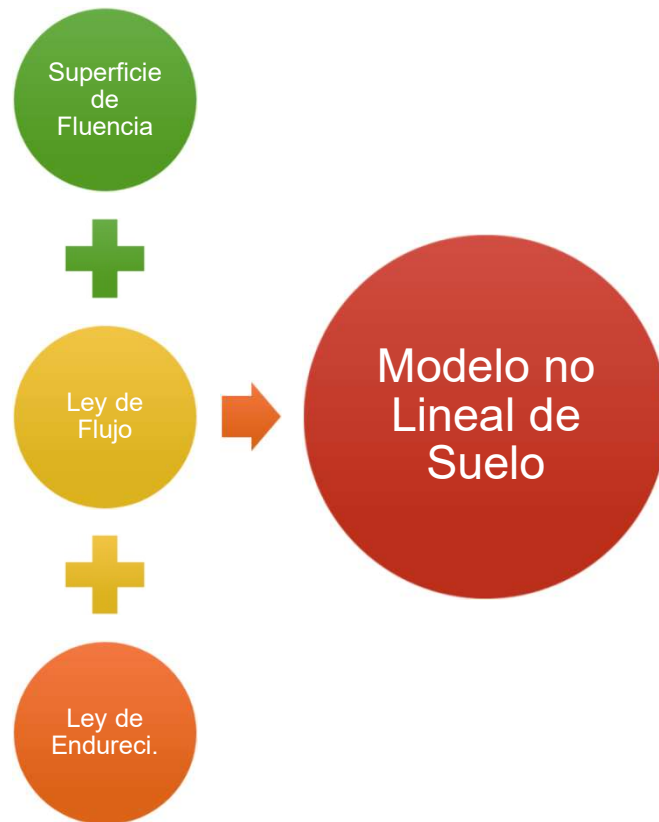 Superficie
de
Fluencia
Ley de
Flujo
Ley de
Endureci.
Modelo no
Lineal de
Suelo